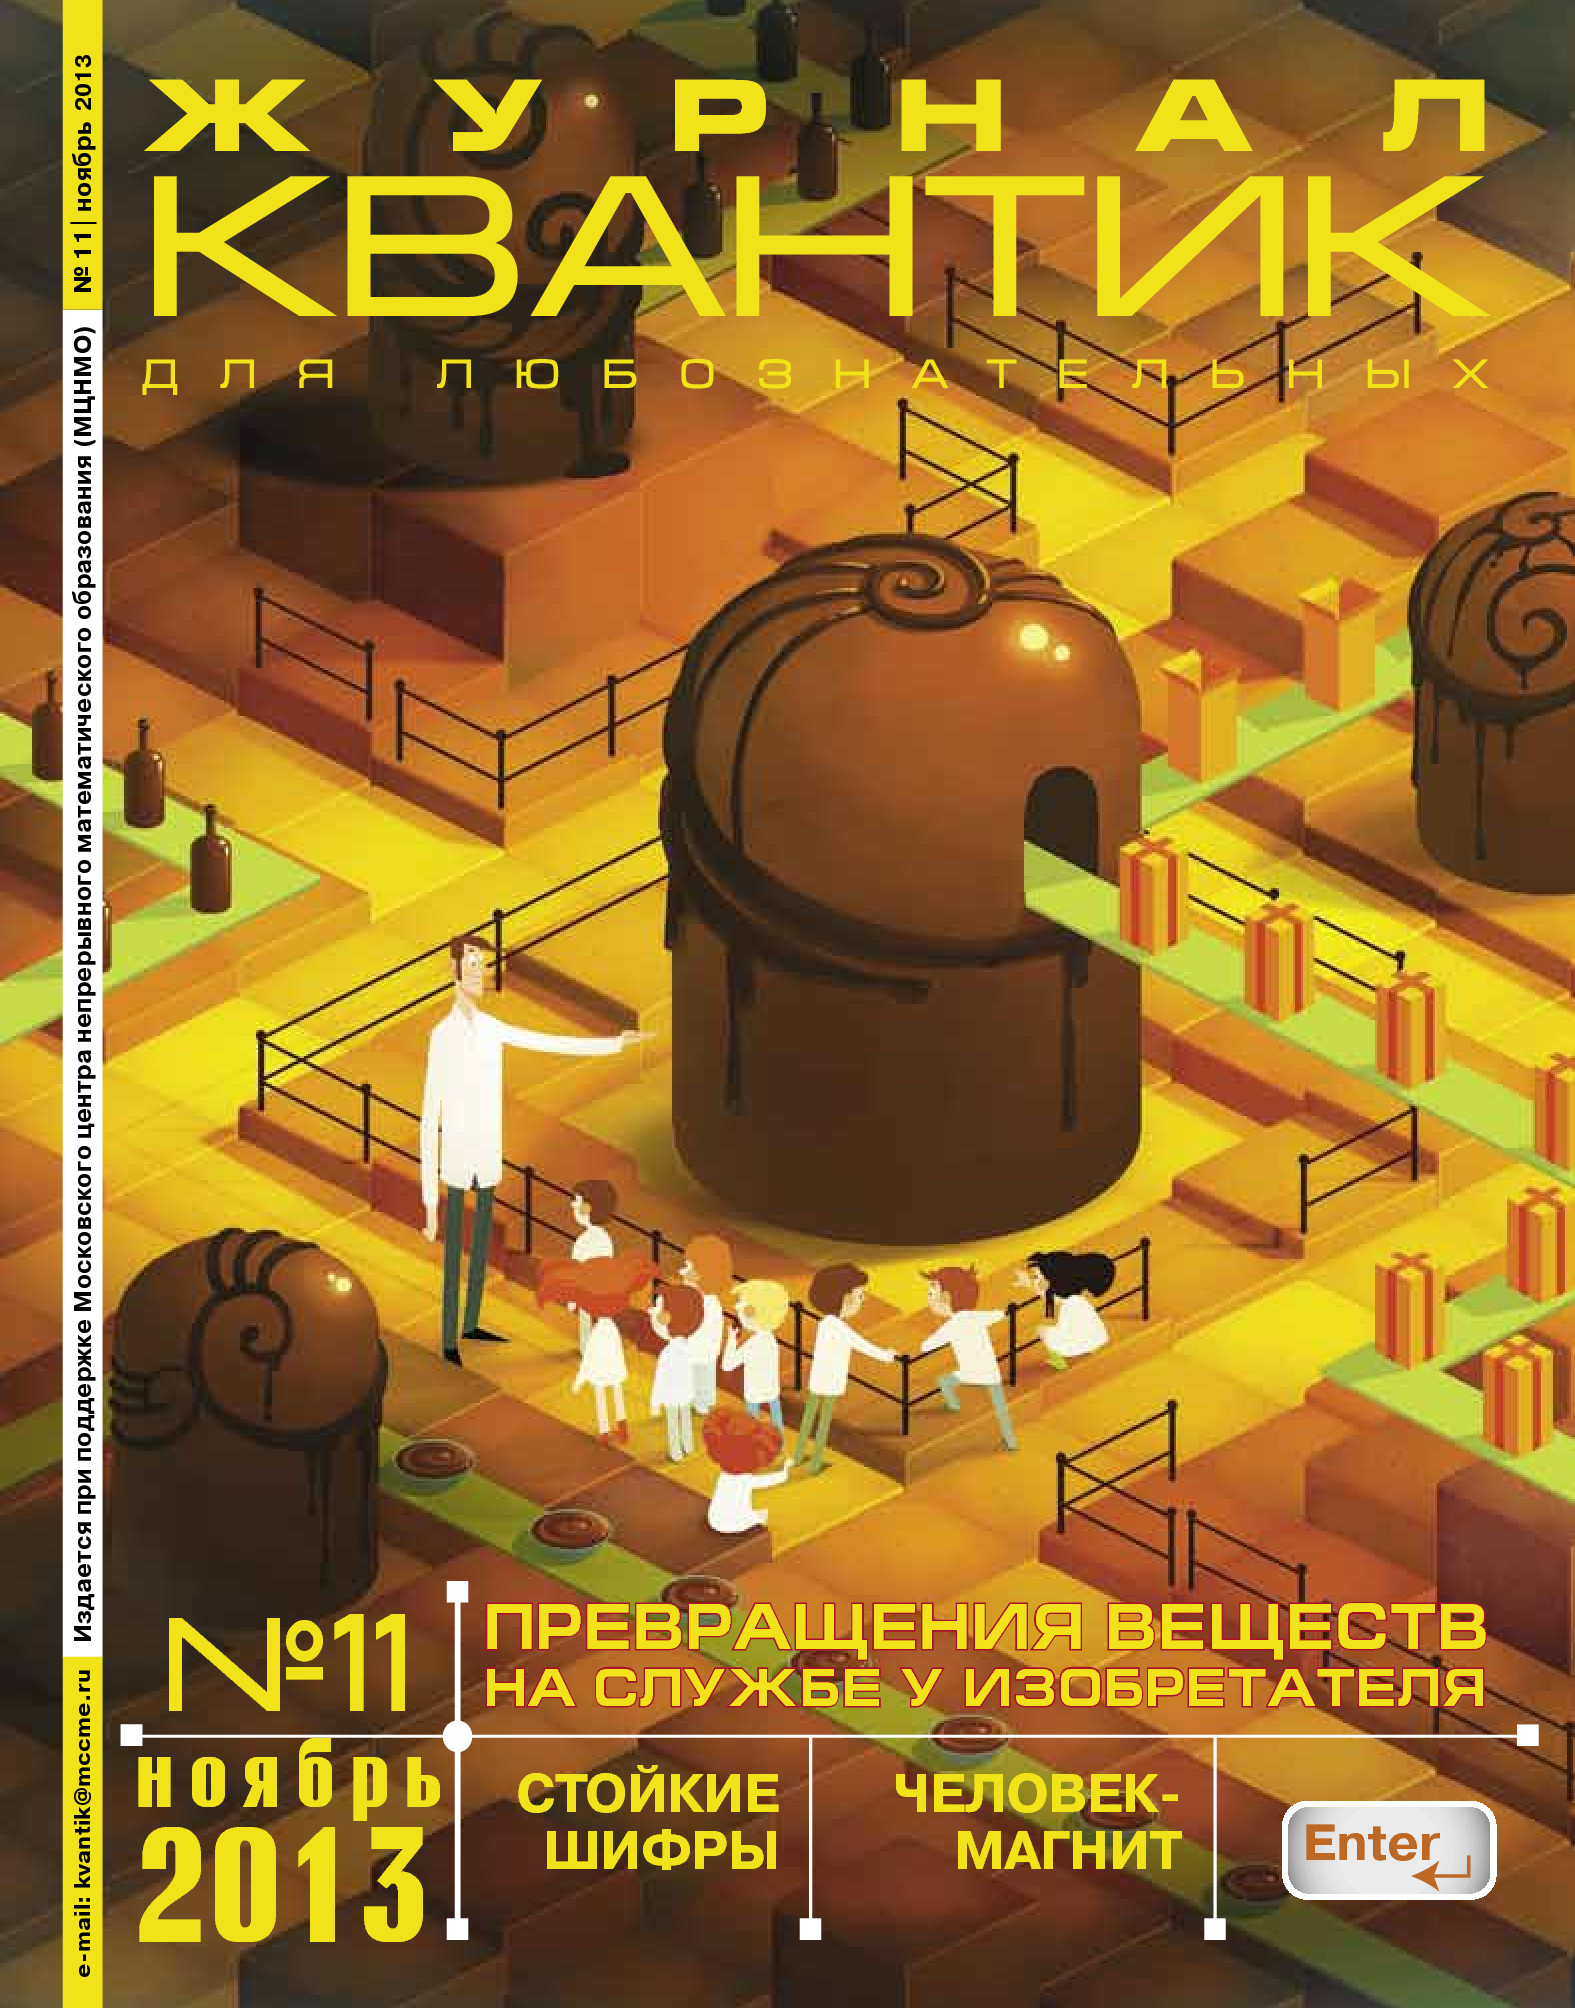 ЖУРНАЛ
КВАНТИК
ДЛЯ ЛЮБОЗНАТЕЛЬНЫХ
№ 11 | ноябрь 2013
Издается при поддержке Московского центра непрерывного математического образования (МЦНМО)
e-mail: kvantik@mccme.ru
№11
ноябрь
2013
ПРЕВРАЩЕНИЯ ВЕЩЕСТВ
НА СЛУЖБЕ У ИЗОБРЕТАТЕЛЯ
СТОЙКИЕ
ШИФРЫ
ЧЕЛОВЕК-
МАГНИТ
Enter